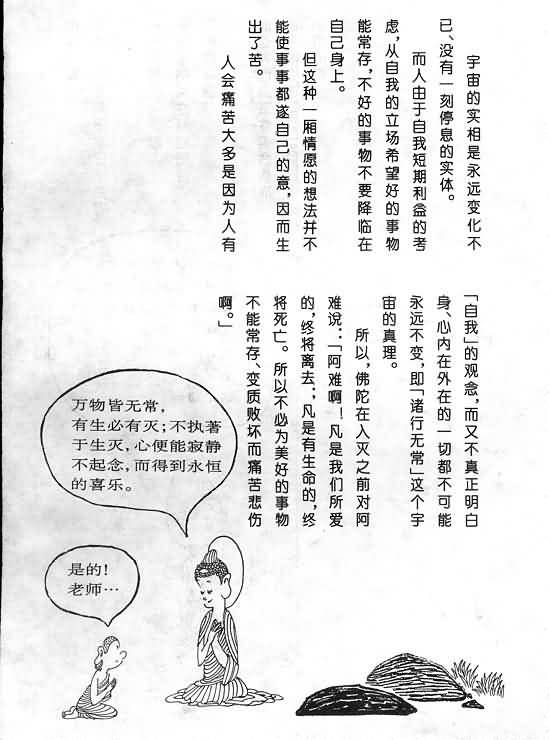 宇宙的实相是永远变化不
已、没有一刻停息的实体。
而人由于自我短期利益的考
虑，从自我的立场希望好的事物
能常存，不好的事物不要降临在
自己身上。
但这种一厢情愿的想法并不
能使事事都遂自己的意，因而生
出了苦。
人会痛苦大多是因为人有
「自我」的观念，而又不真正明白
身、心内在外在的一切都不可能
永远不变，即「诸行无常」这个宇
宙的真理。
所以，佛陀在入灭之前对阿
难说：「阿难啊！凡是我们所爱
的，终将离去；凡是有生命的，终
将死亡。所以不必为美好的事物
不能常存、变质败坏而痛苦悲伤
啊。」
万物皆无常，
有生必有灭；不执著
于生灭，心便能寂静
不起念，而得到永恒
的喜乐。
是的！
老师…